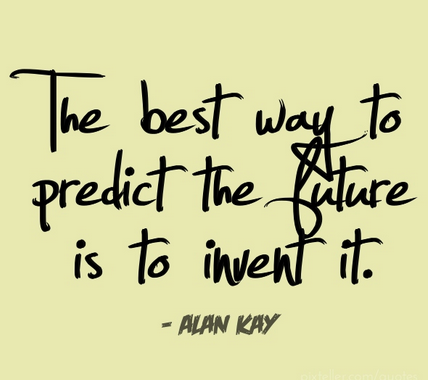 The best way to
predict the future
is to invent it.
- ALAN KAY